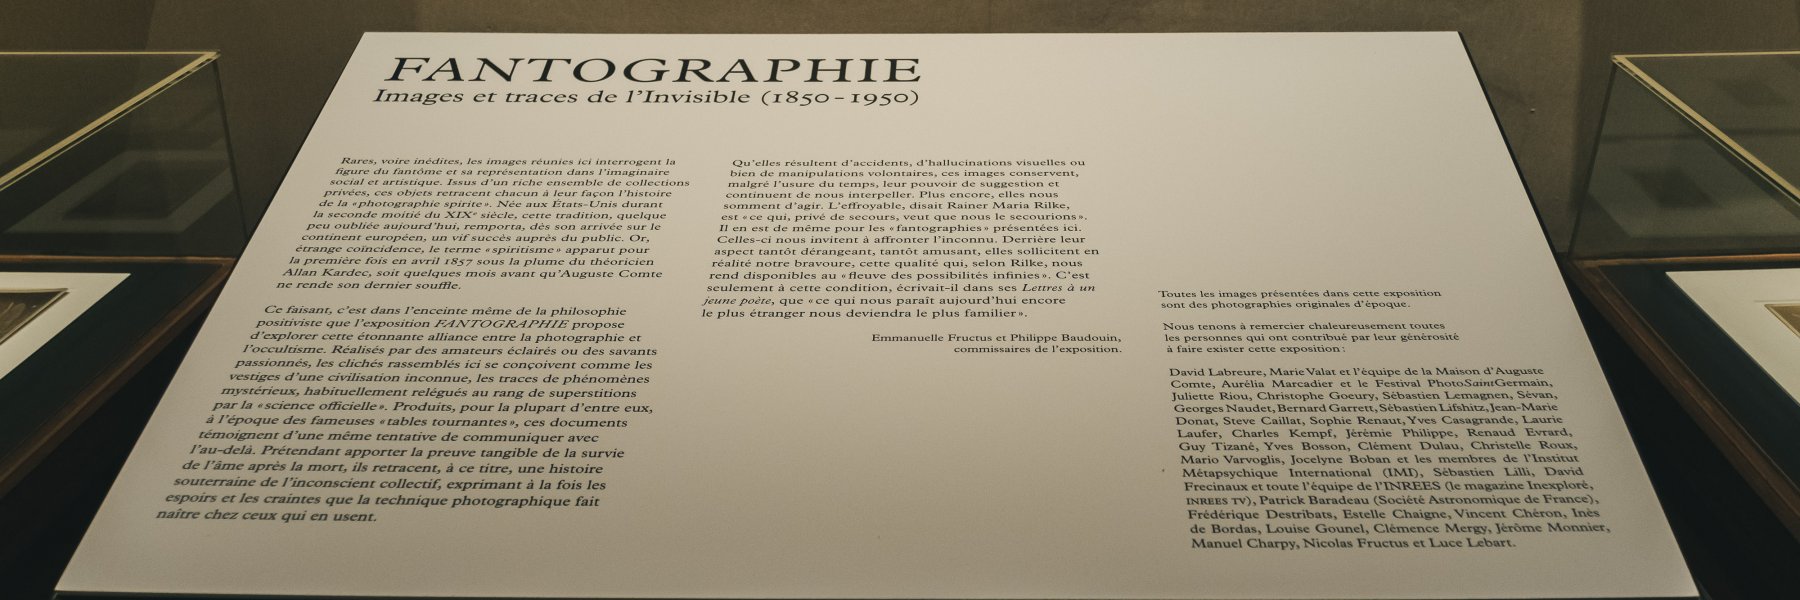 FANTOGRAPHIE
Images et traces de l'Invisible (1850-1950)
Rares, voire inédites, les images réunies ici interrogent la
figure du fantôme et sa représentation dans l'imaginaire
social et artistique. Issus d'un riche ensemble de collections
privées, ces objets retracent chacun à leur façon l'histoire
de la «photographie spirite». Née aux États-Unis durant
la seconde moitié du XIXe siècle, cette tradition, quelque
peu oubliée aujourd'hui, remporta, dès son arrivée sur le
continent européen, un vif succès auprès du public. Or,
étrange coïncidence, le terme «spiritisme» apparut pour
la première fois en avril 1857 sous la plume du théoricien
Allan Kardec, soit quelques mois avant qu'Auguste Comte
ne rende son dernier souffle.
Ce faisant, c'est dans l'enceinte même de la philosophie
positiviste que l'exposition FANTOGRAPHIE propose
d'explorer cette étonnante alliance entre la photographie et
l'occultisme. Réalisés par des amateurs éclairés ou des savants
passionnés, les clichés rassemblés ici se conçoivent comme les
vestiges d'une civilisation inconnue, les traces de phénomènes
mystérieux, habituellement relégués au rang de superstitions
par la «science officielle». Produits, pour la plupart d'entre eux,
à l'époque des fameuses «tables tournantes», ces documents
témoignent d'une même tentative de communiquer avec
l'au-delà. Prétendant apporter la preuve tangible de la survie
de l'âme après la mort, ils retracent, à ce titre, une histoire
souterraine de l'inconscient collectif, exprimant à la fois les
espoirs et les craintes que la technique photographique fait
naître chez ceux qui en usent.
Qu'elles résultent d'accidents, d'hallucinations visuelles ou
bien de manipulations volontaires, ces images conservent,
malgré l'usure du temps, leur pouvoir de suggestion et
continuent de nous interpeller. Plus encore, elles nous
somment d'agir. L'effroyable, disait Rainer Maria Rilke,
est «ce qui, privé de secours, veut que nous le secourions».
Il en est de même pour les «fantographies» présentées ici.
Celles-ci nous invitent à affronter l'inconnu. Derrière leur
aspect tantôt dérangeant, tantôt amusant, elles sollicitent en
réalité notre bravoure, cette qualité qui, selon Rilke, nous
rend disponibles au «fleuve des possibilités infinies». C'est
seulement à cette condition, écrivait-il dans ses Lettres à un
jeune poète, que «ce qui nous paraît aujourd'hui encore
le plus étranger nous deviendra le plus familier».
Emmanuelle Fructus et Philippe Baudouin,
commissaires de l'exposition.
Toutes les images présentées dans cette exposition
sont des photographies originales d'époque.
Nous tenons à remercier chaleureusement toutes
les personnes qui ont contribué par leur générosité
à faire exister cette exposition :
David Labreure, Marie Valat et l'équipe de la Maison d'Auguste
Comte, Aurélia Marcadier et le Festival PhotoSaintGermain,
Juliette Riou, Christophe Goeury, Sébastien Lemagnen, Sévan,
Georges Naudet, Bernard Garrett, Sébastien Lifshitz, Jean-Marie
Donat, Steve Caillat, Sophie Renaut, Yves Casagrande, Laurie
Laufer, Charles Kempf, Jérémie Philippe, Renaud Evrard,
Guy Tizané, Yves Bosson, Clément Dulau, Christelle Roux,
Mario Varvoglis, Jocelyne Boban et les membres de l'Institut
Métapsychique International (IMI), Sébastien Lilli, David
Frecinaux et toute l'équipe de l'INREES (le magazine Inexploré,
INREES TV), Patrick Baradeau (Société Astronomique de France),
Frédérique Destribats, Estelle Chaigne, Vincent Chéron, Inès
de Bordas, Louise Gounel, Clémence Mergy, Jérôme Monnier,
Manuel Charpy, Nicolas Fructus et Luce Lebart.